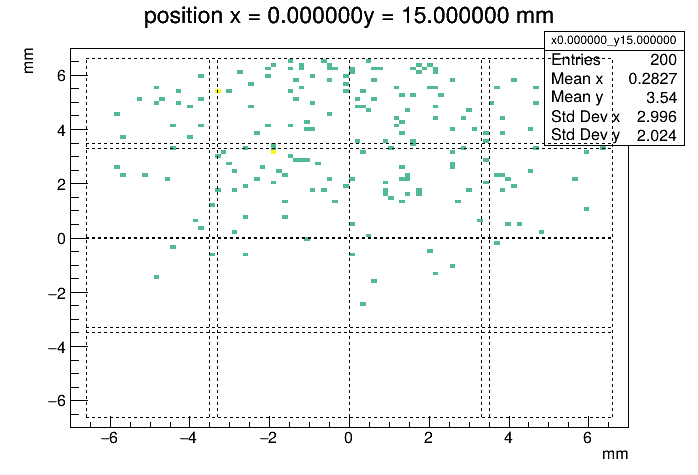 position x = 0.000000y = 15.000000 mm
mm
x0.000000_y15.000000
Entries 200
Mean x 0.2827
Mean y 3.54
Std Dev x 2.996
Std Dev y 2.024
6
4
2
0
−2
−4
−6
−6 −4 −2 0 2 4 6
mm